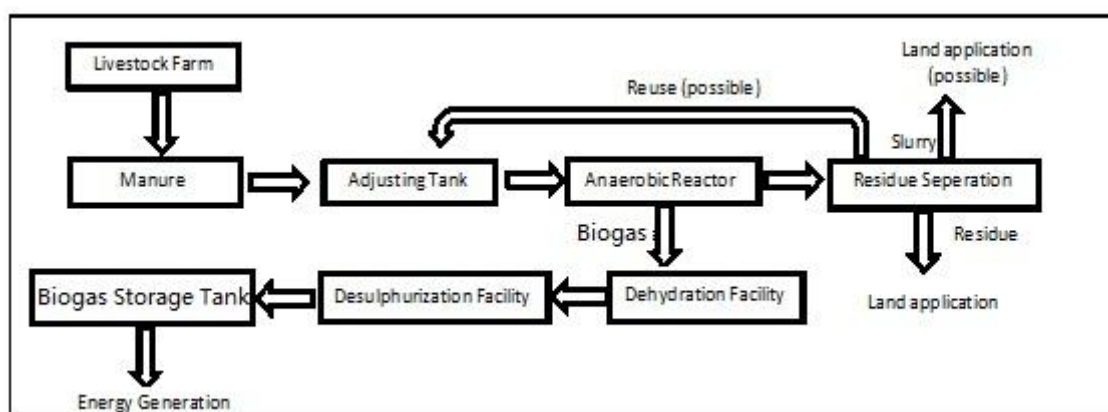 Livestock Farm
Land application
(possible)
Reuse (possible)
Slurry
Manure
Adjusting Tank
Anaerobic Reactor
Residue Seperation
Biogas
Residue
Biogas Storage Tank
Desulphurization Facility
Dehydration Facility
Land application
Energy Generation